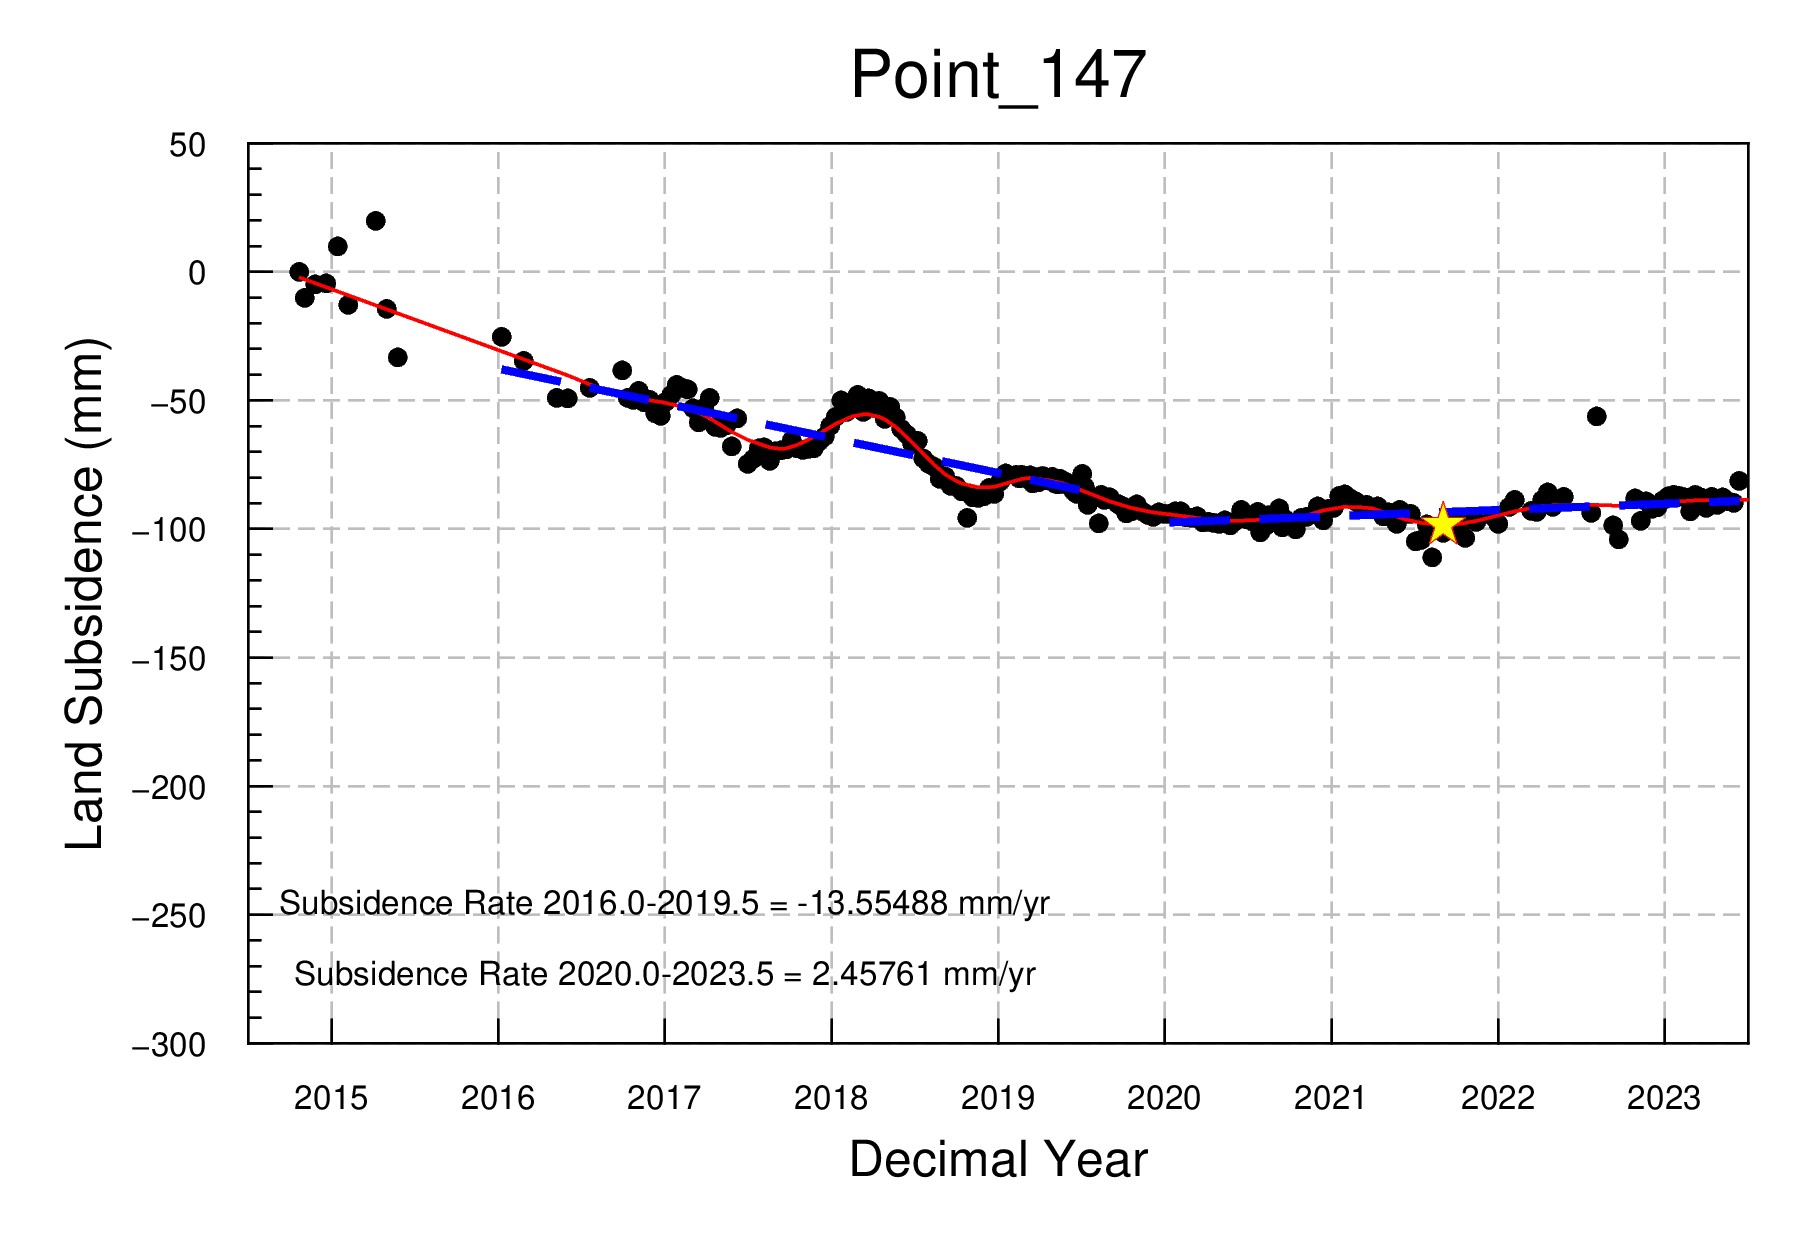 Point_147
50
0
−50
−100
−150
−200
−250
−300
Land Subsidence (mm)
Subsidence Rate 2016.0-2019.5 = -13.55488 mm/yr
Subsidence Rate 2020.0-2023.5 = 2.45761 mm/yr
2015 2016 2017 2018 2019 2020 2021 2022 2023
Decimal Year